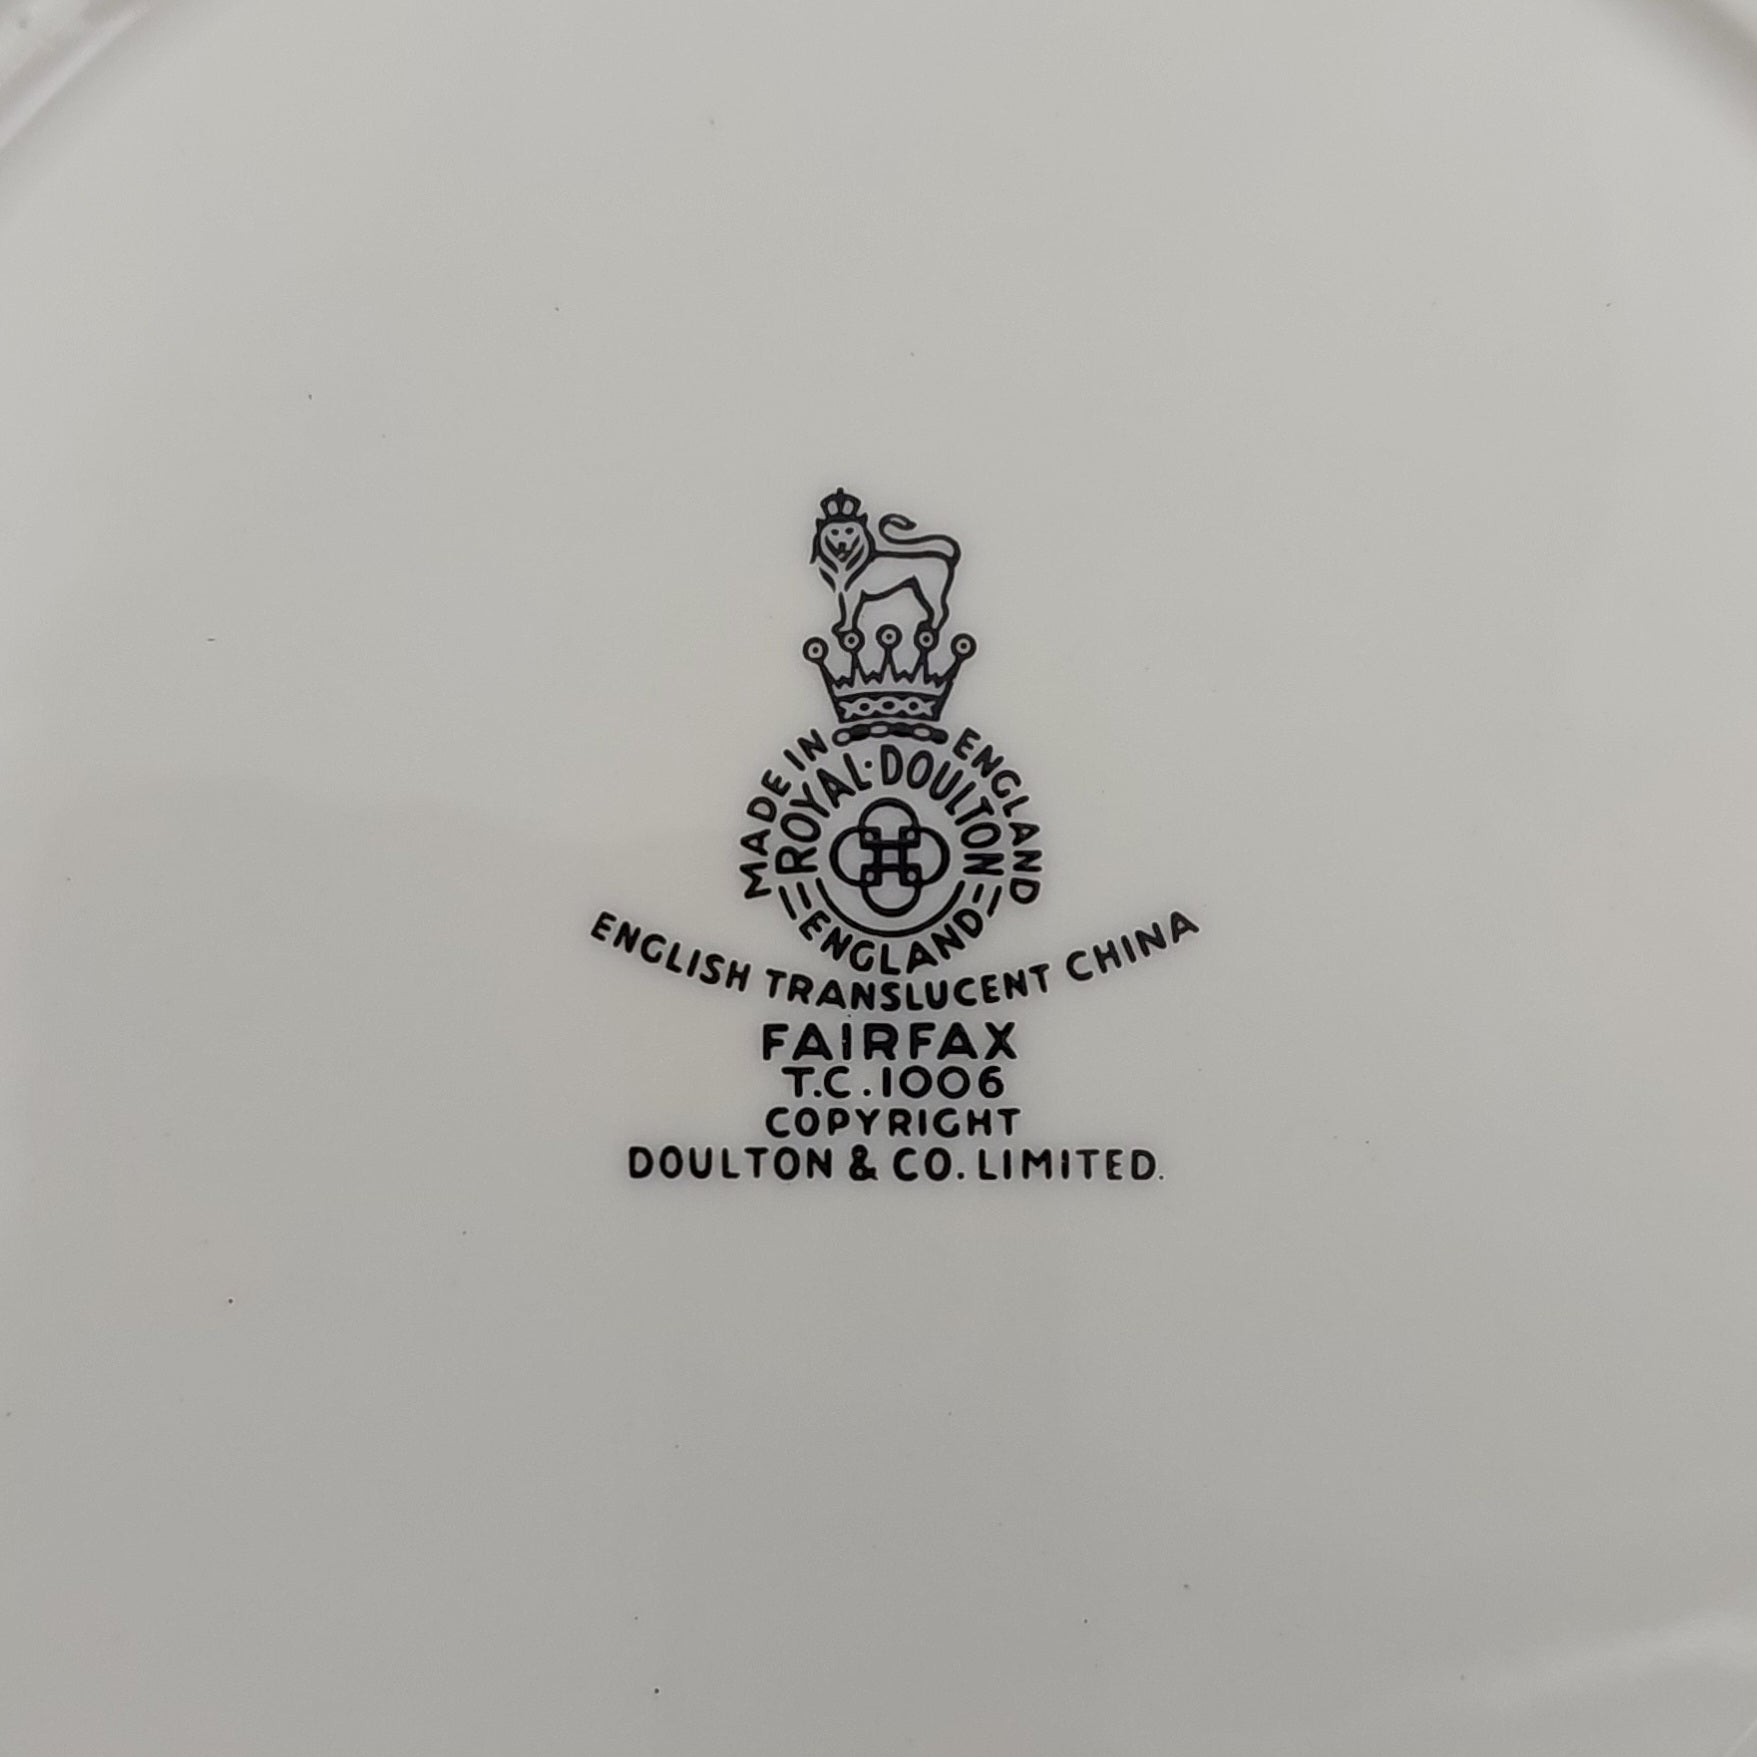 MADE IN ENGLAND
ROYAL·DOULTON
ENGLAND
ENGLISH TRANSLUCENT CHINA
FAIRFAX
T.C.1006
COPYRIGHT
DOULTON & CO. LIMITED.